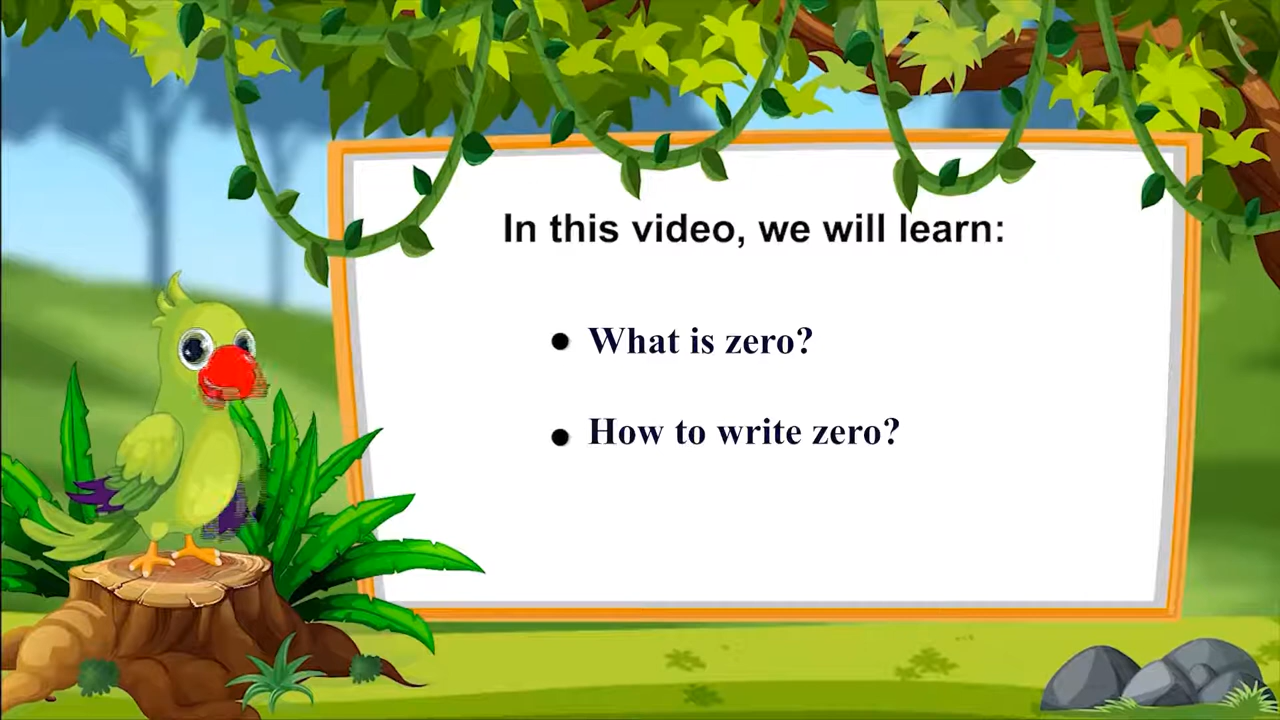 In this video, we will learn:
• What is zero?
• How to write zero?